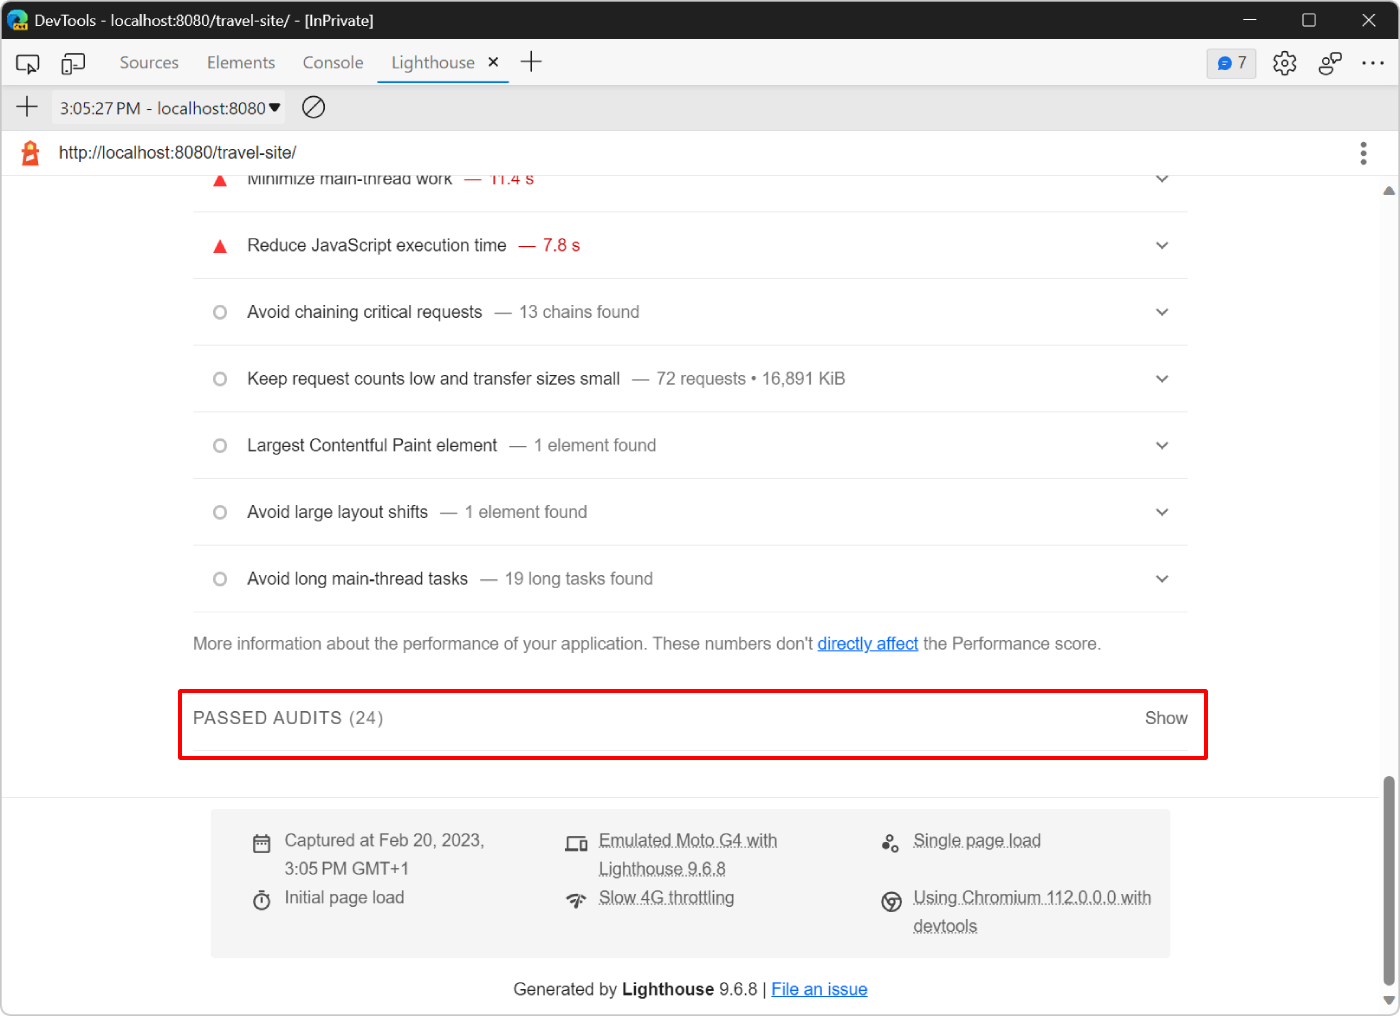 DevTools - localhost:8080/travel-site/ - [InPrivate]
Sources Elements Console Lighthouse 7
3:05:27 PM - localhost:8080
http://localhost:8080/travel-site/
Minimize main-thread work — 11.4 s
Reduce JavaScript execution time — 7.8 s
Avoid chaining critical requests — 13 chains found
Keep request counts low and transfer sizes small — 72 requests • 16,891 KiB
Largest Contentful Paint element — 1 element found
Avoid large layout shifts — 1 element found
Avoid long main-thread tasks — 19 long tasks found
More information about the performance of your application. These numbers don't directly affect the Performance score.
PASSED AUDITS (24) Show
Captured at Feb 20, 2023,
3:05 PM GMT+1
Emulated Moto G4 with
Lighthouse 9.6.8
Single page load
Initial page load
Slow 4G throttling
Using Chromium 112.0.0.0 with
devtools
Generated by Lighthouse 9.6.8 | File an issue